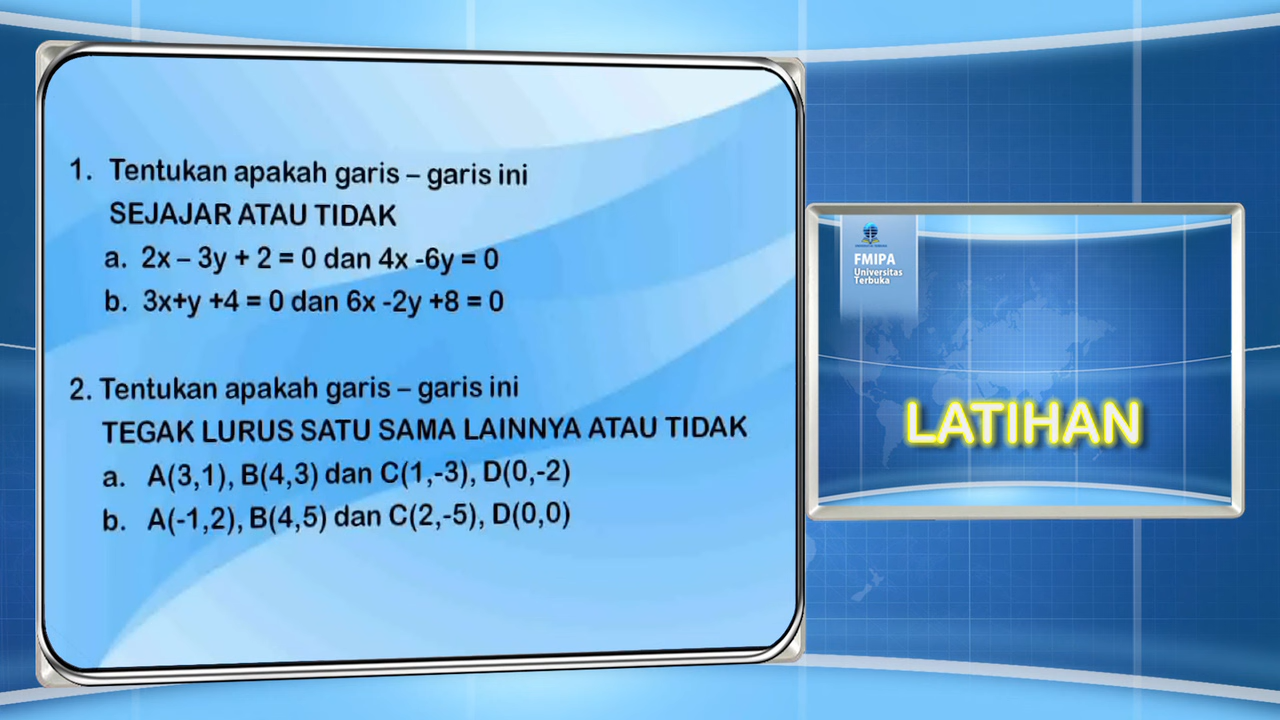 1. Tentukan apakah garis – garis ini
SEJAJAR ATAU TIDAK
a. 2x – 3y + 2 = 0 dan 4x -6y = 0
b. 3x+y +4 = 0 dan 6x -2y +8 = 0
2. Tentukan apakah garis – garis ini
TEGAK LURUS SATU SAMA LAINNYA ATAU TIDAK
a. A(3,1), B(4,3) dan C(1,-3), D(0,-2)
b. A(-1,2), B(4,5) dan C(2,-5), D(0,0)
FMIPA
Universitas
Terbuka
LATIHAN